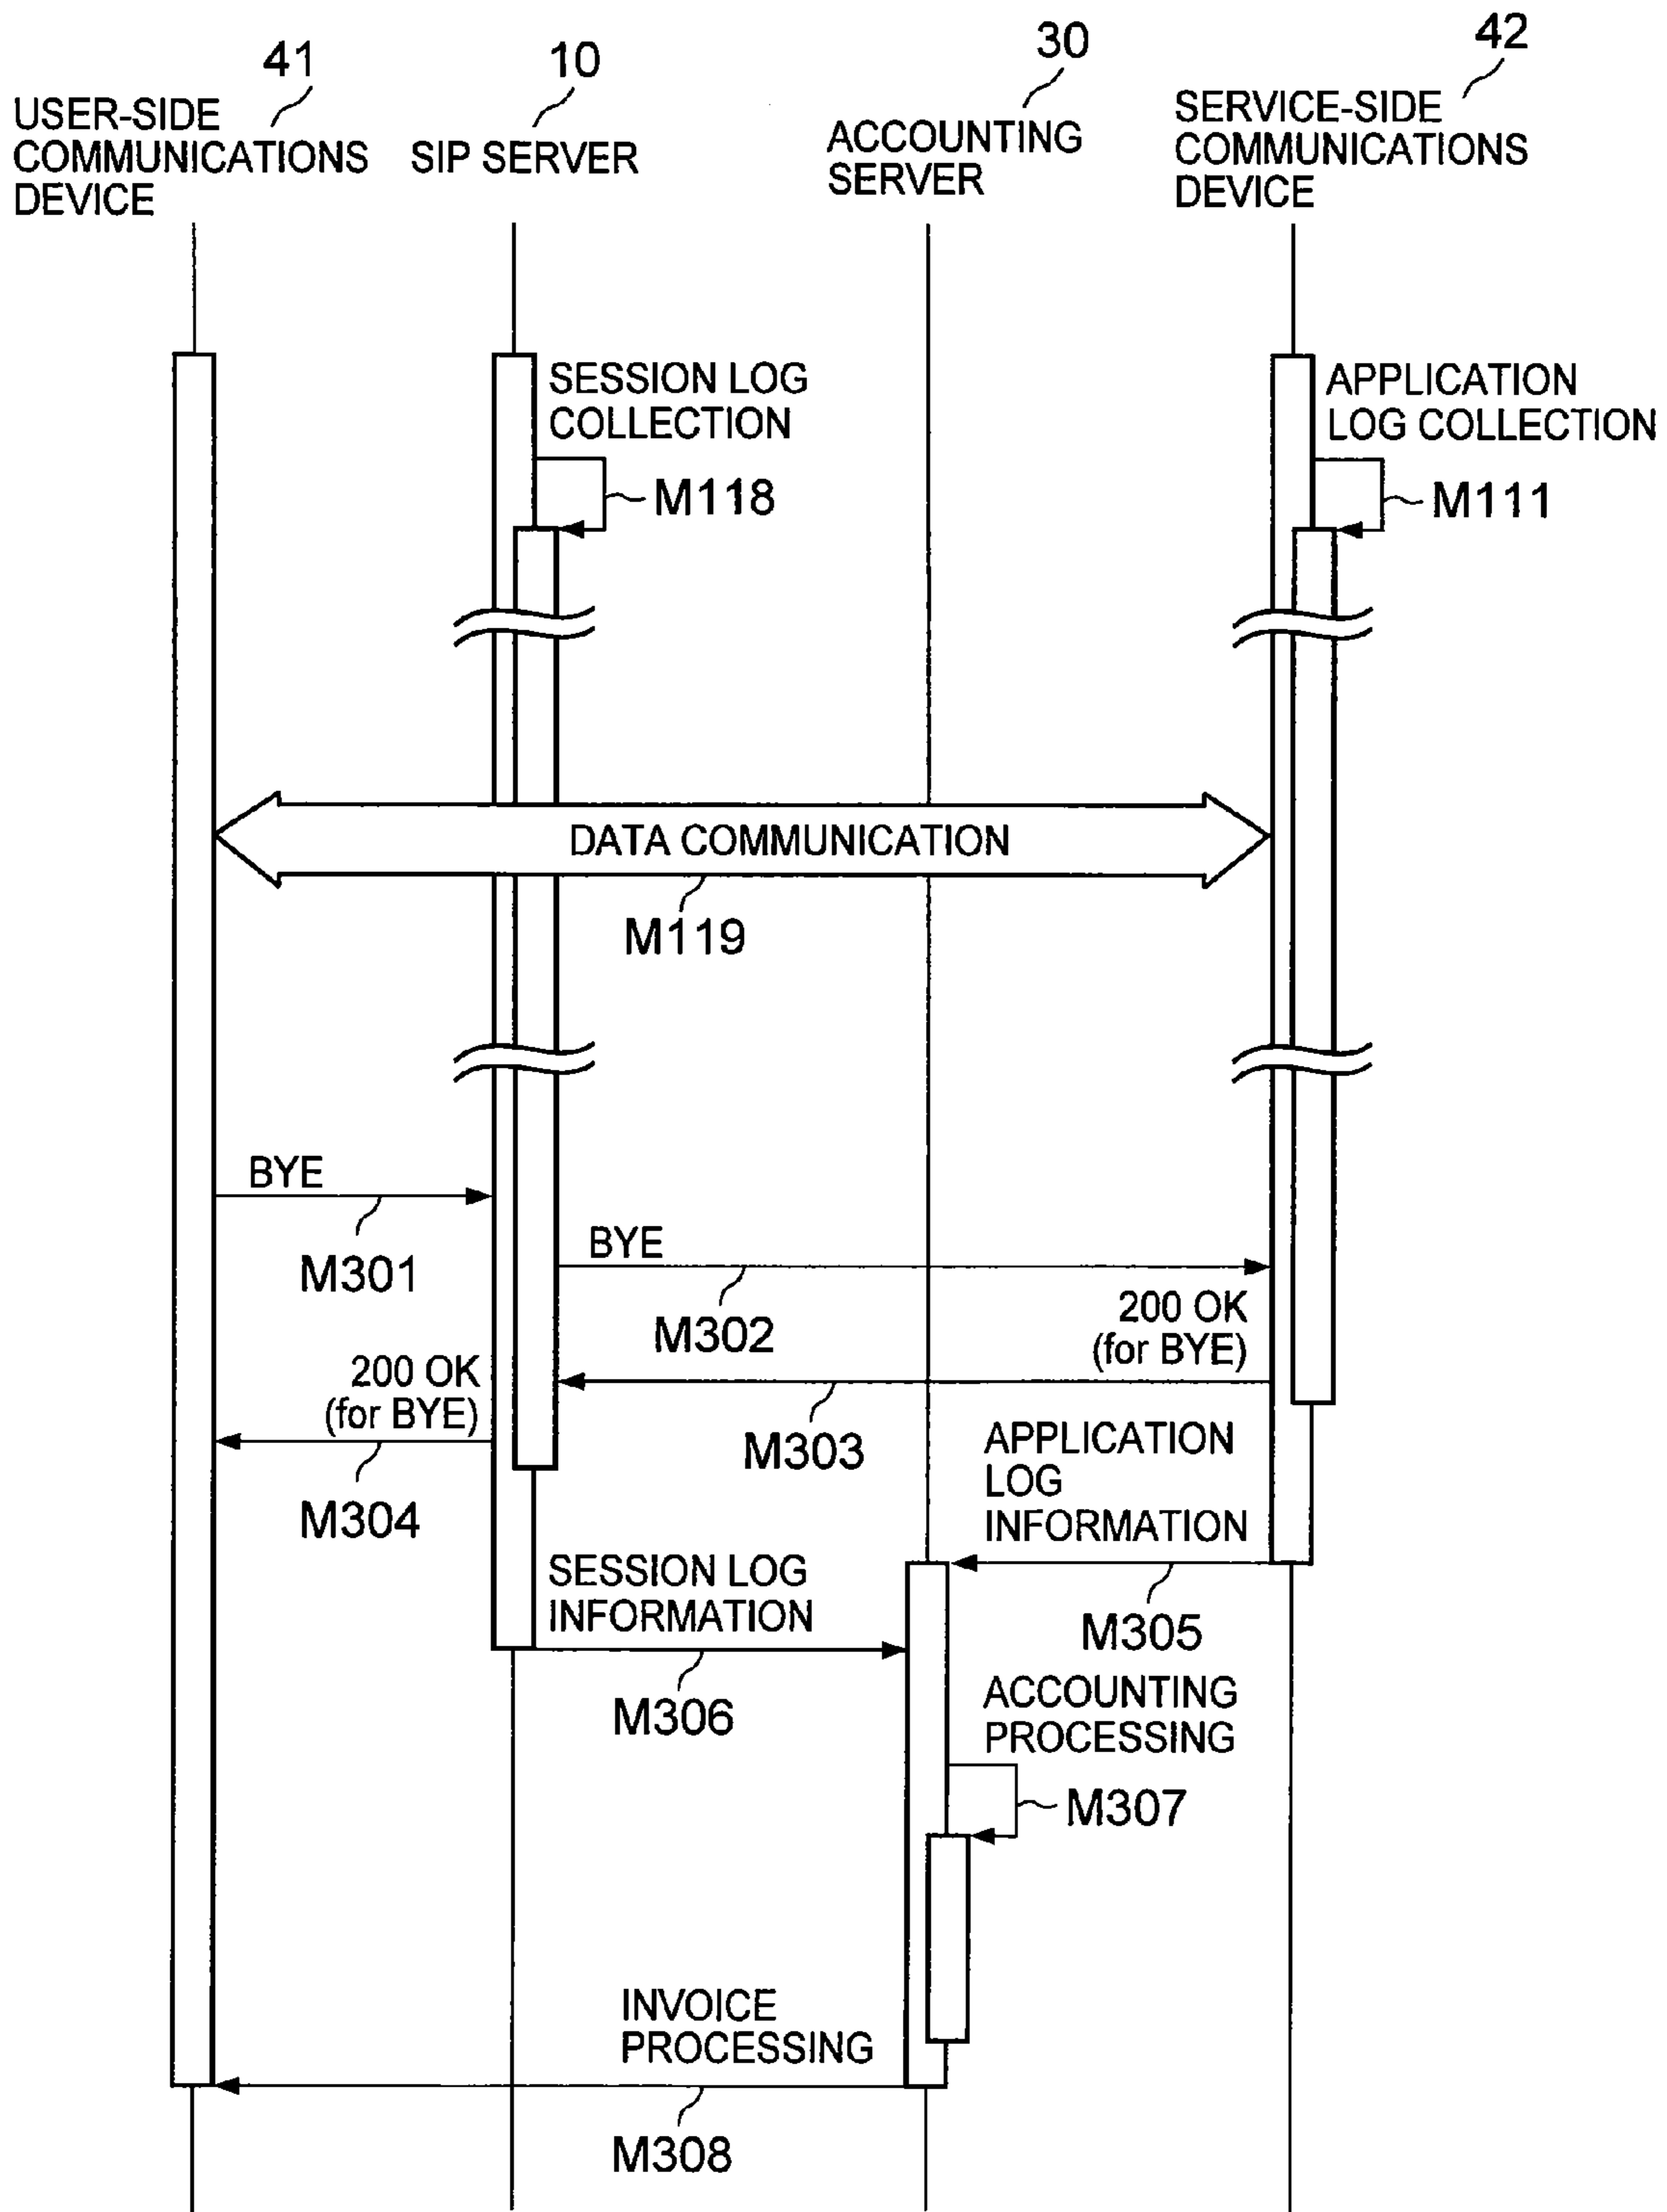 41
10
30
42
USER-SIDE
COMMUNICATIONS
DEVICE
SIP SERVER
ACCOUNTING
SERVER
SERVICE-SIDE
COMMUNICATIONS
DEVICE
SESSION LOG
COLLECTION
M118
APPLICATION
LOG COLLECTION
M111
DATA COMMUNICATION
M119
BYE
M301
BYE
M302
200 OK
(for BYE)
M303
200 OK
(for BYE)
M304
APPLICATION
LOG
INFORMATION
M305
SESSION LOG
INFORMATION
M306
ACCOUNTING
PROCESSING
M307
INVOICE
PROCESSING
M308